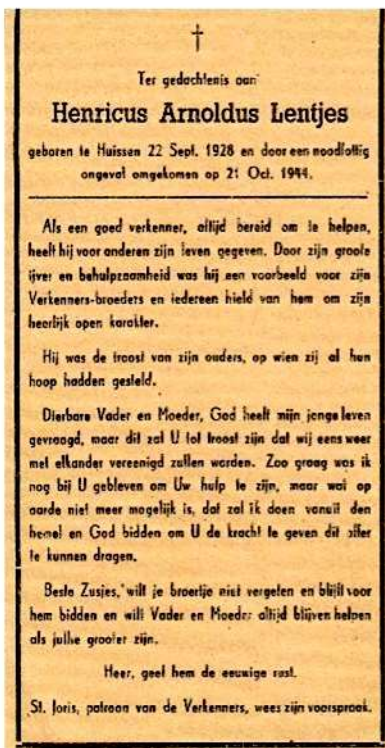 Ter gedachtenis aan
Henricus Arnoldus Lentjes
geboren te Huissen 22 Sept. 1928 en door een noodlottig
ongeval omgekomen op 21 Oct. 1944.
Als een goed verkenner, altijd bereid om te helpen,
heeft hij voor anderen zijn leven gegeven. Door zijn groote
ijver en behulpzaamheid was hij een voorbeeld voor zijn
Verkenners-broeders en iedereen hield van hem om zijn
heerlijk open karakter.
Hij was de troost van zijn ouders, op wien zij al hun
hoop hadden gesteld.
Dierbare Vader en Moeder, God heeft mijn jonge leven
gevraagd, maar dit zal U tot troost zijn dat wij eens weer
met elkander vereenigd zullen worden. Zoo graag was ik
nog bij U gebleven om Uw hulp te zijn, maar wat op
aarde niet meer mogelijk is, dat zal ik doen vanuit den
hemel en God bidden om U de kracht te geven dit offer
te kunnen dragen.
Beste Zusjes, wilt je broertje niet vergeten en blijft voor
hem bidden en wilt Vader en Moeder altijd blijven helpen
als jullie grooter zijn.
Heer, geef hem de eeuwige rust.
St. Joris, patroon van de Verkenners, wees zijn voorspraak.